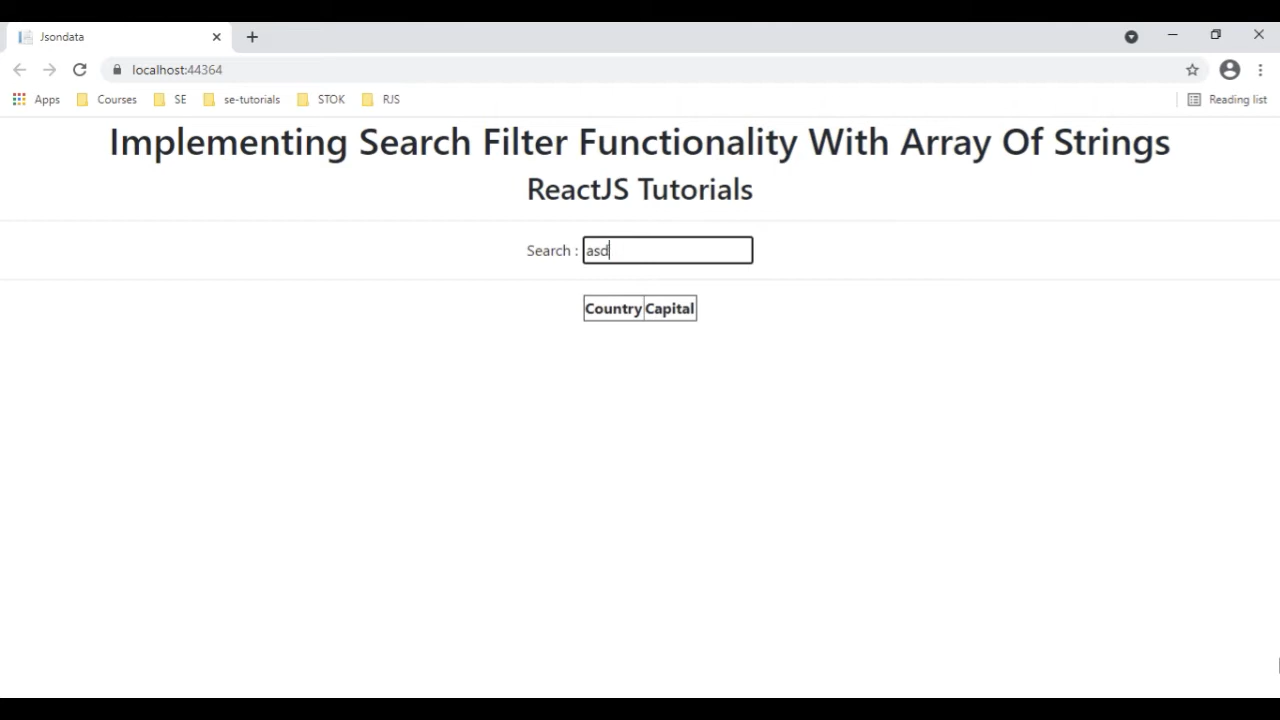 Jsondata
localhost:44364
Apps Courses SE se-tutorials STOK RJS Reading list
Implementing Search Filter Functionality With Array Of Strings
ReactJS Tutorials
Search : asd
Country Capital